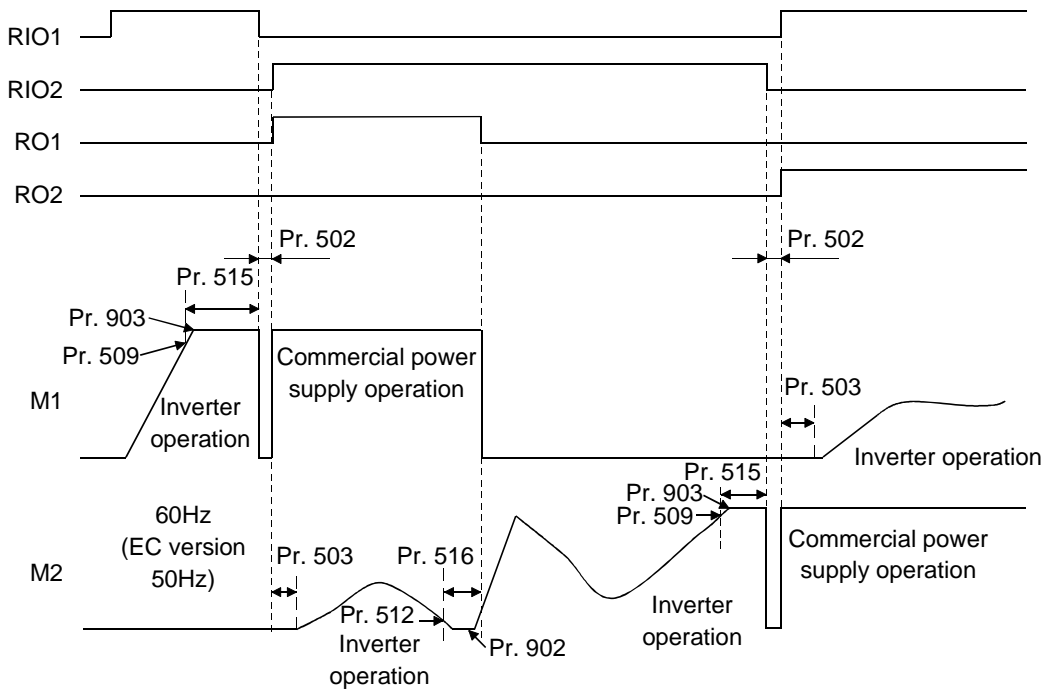 RIO1
RIO2
RO1
RO2
Pr. 502
Pr. 502
Pr. 515
Pr. 903
Pr. 509
M1
Inverter
operation
Commercial power
supply operation
Pr. 503
Inverter operation
Pr. 515
Pr. 903
Pr. 509
60Hz
(EC version
50Hz)
M2
Pr. 503
Pr. 516
Pr. 512
Inverter
operation
Pr. 902
Inverter
operation
Commercial power
supply operation